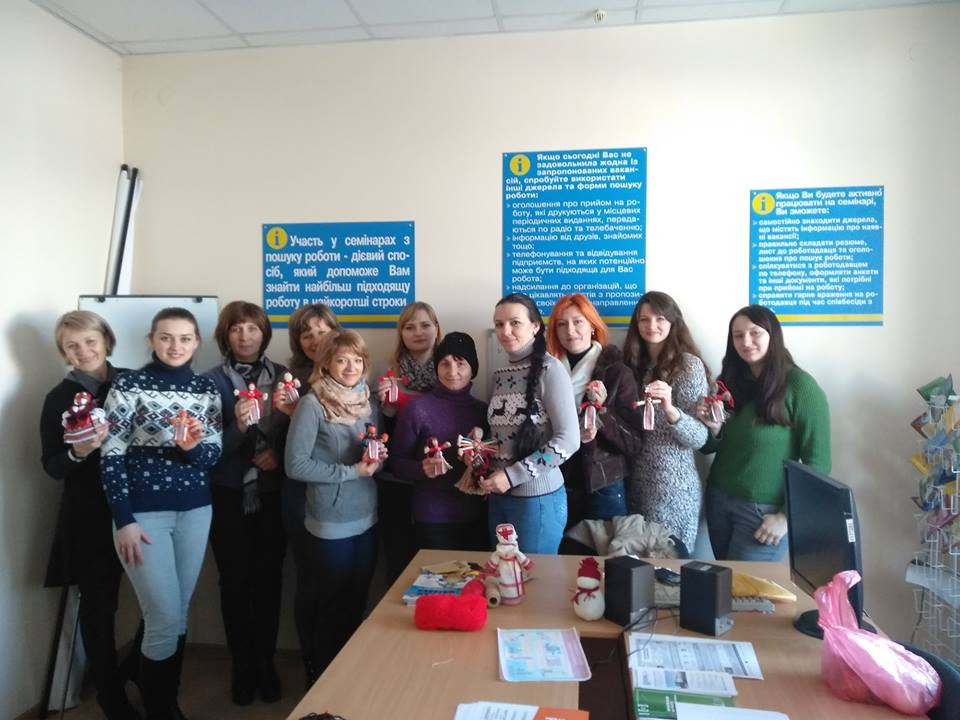 Участь у семінарах з
пошуку роботи - дієвий спо-
сіб, який допоможе Вам
знайти найбільш підходящу
роботу в найкоротші строки
Якщо сьогодні Вас не
задовольнила жодна із
запропонованих вакан-
сій, спробуйте використати
інші джерела та форми пошуку
роботи:
> оголошення про прийом на ро-
боту, які друкуються у місцевих
періодичних виданнях, переда-
ються по радіо та телебаченню;
> інформацію від друзів, знайомих
тощо;
> телефонування та відвідування
підприємств, на яких потенційно
може бути підходяща для Вас
робота;
> надсилання до організацій, що
з пропози-
своїх
Якщо Ви будете активно
працювати на семінарі,
Ви зможете:
> самостійно знаходити джерела,
що містять інформацію про наяв-
ні вакансії;
> правильно складати резюме,
лист до роботодавця та оголо-
шення про пошук роботи;
> спілкуватися з роботодавцем
по телефону, оформляти анкети
та інші документи, які потрібні
при прийомі на роботу;
> справити гарне враження на ро-
ботодавця під час співбесіди з